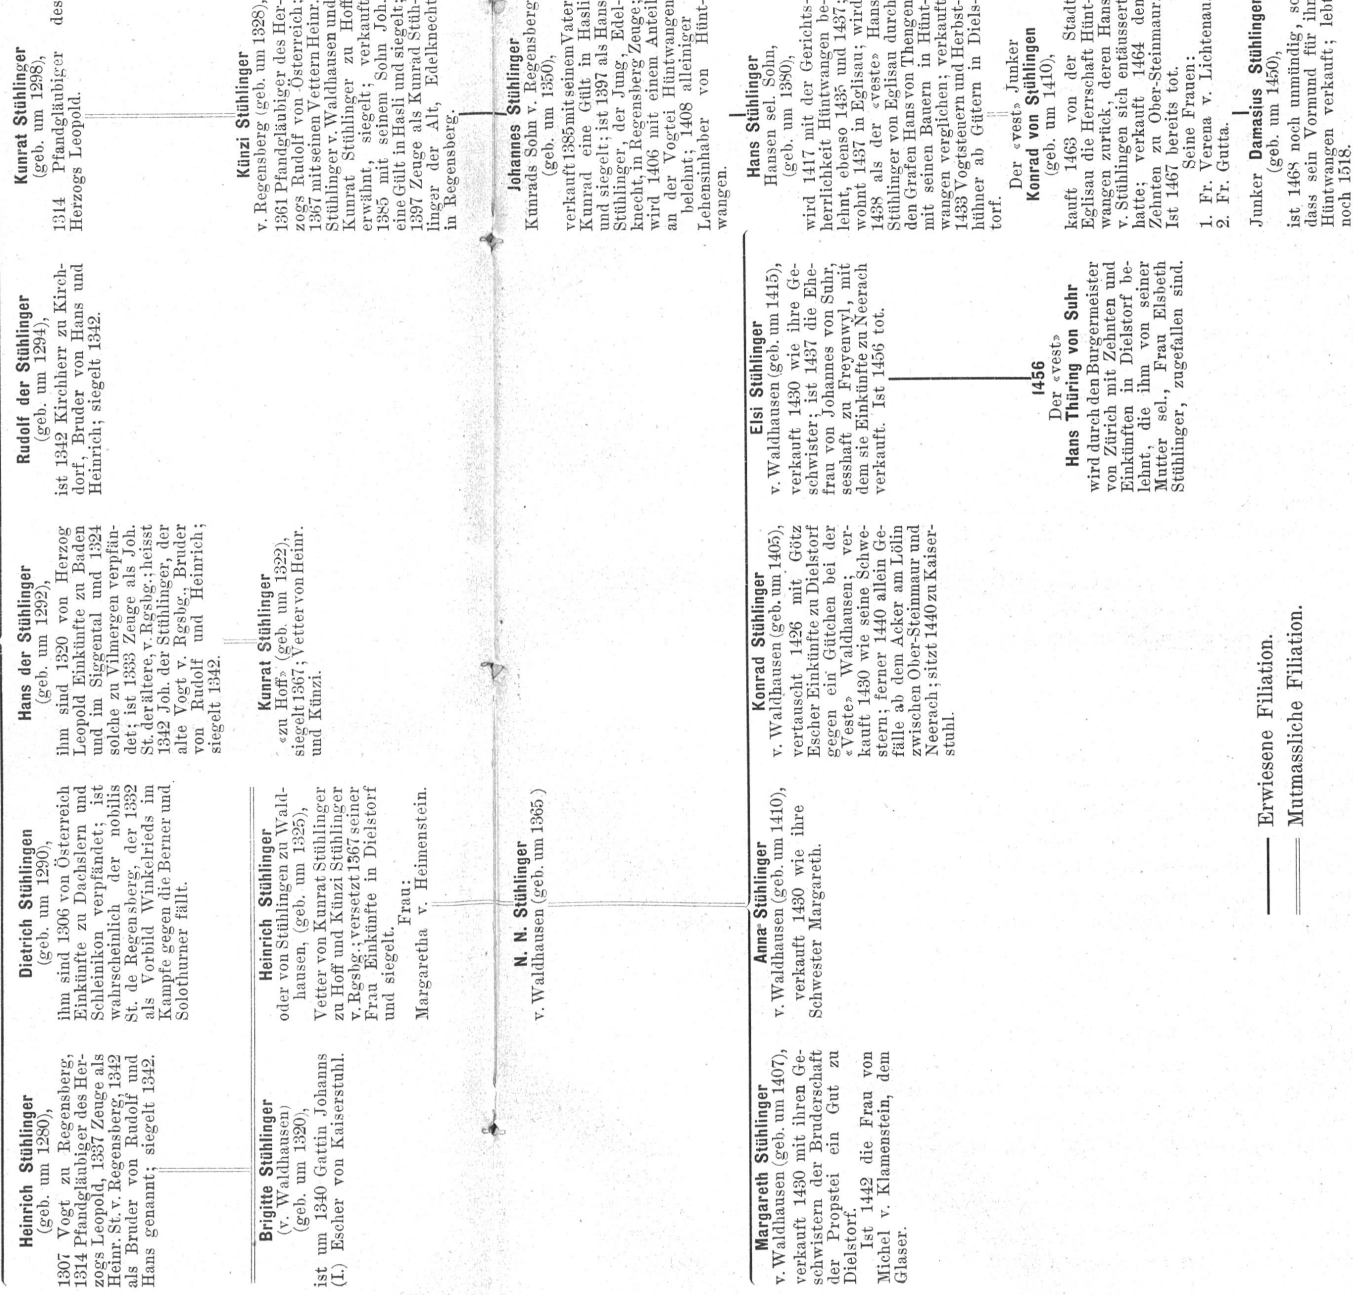 Heinrich Stühlinger
(geb. um 1280),
1307 Vogt zu Regensberg,
1314 Pfandgläubiger des Her-
zogs Leopold, 1337 Zeuge als
Heinr. St. v. Regensberg, 1342
als Bruder von Rudolf und
Hans genannt; siegelt 1342.
Dietrich Stühlingen
(geb. um 1290),
ihm sind 1306 von Österreich
Einkünfte zu Dachslern und
Schleinikon verpfändet; ist
wahrscheinlich der nobilis
St. de Regensberg, der 1332
als Vorbild Winkelrieds im
Kampfe gegen die Berner und
Solothurner fällt.
Hans der Stühlinger
(geb. um 1292),
ihm sind 1320 von Herzog
Leopold Einkünfte zu Baden
und im Siggental und 1324
solche zu Vilmergen verpfän-
det; ist 1333 Zeuge als Joh.
St. der ältere, v. Rgsbg.; heisst
1342 Joh. der Stühlinger, der
alte Vogt v. Rgsbg., Bruder
von Rudolf und Heinrich;
siegelt 1342.
Rudolf der Stühlinger
(geb. um 1294),
ist 1342 Kirchherr zu Kirch-
dorf, Bruder von Hans und
Heinrich; siegelt 1342.
Kunrat Stühlinger
(geb. um 1298),
1314 Pfandgläubiger des
Herzogs Leopold.
Brigitte Stühlinger
(v. Waldhausen)
(geb. um 1320),
ist um 1340 Gattin Johanns
(I.) Escher von Kaiserstuhl.
Heinrich Stühlinger
oder von Stühlingen zu Wald-
hausen, (geb. um 1325),
Vetter von Kunrat Stühlinger
zu Hoff und Künzi Stühlinger
v. Rgsbg.; versetzt 1367 seiner
Frau Einkünfte in Dielstorf
und siegelt.
Frau:
Margaretha v. Heimenstein.
Kunrat Stühlinger
«zu Hoff» (geb. um 1322),
siegelt 1367; Vetter von Heinr.
und Künzi.
Künzi Stühlinger
v. Regensberg (geb. um 1328),
1361 Pfandgläubiger des Her-
zogs Rudolf von Österreich;
1367 mit seinen Vettern Heinr.
Stühlinger v. Waldhausen und
Kunrat Stühlinger zu Hoff
erwähnt, siegelt; verkauft
1385 mit seinem Sohn Joh.
eine Gült in Hasli und siegelt;
1397 Zeuge als Kunrad Stüh-
linger der Alt, Edelknecht
in Regensberg.
N. N. Stühlinger
v. Waldhausen (geb. um 1365)
Johannes Stühlinger
Kunrads Sohn v. Regensberg
(geb. um 1350),
verkauft 1385 mit seinem Vater
Kunrad eine Gült in Hasli
und siegelt; ist 1397 als Hans
Stühlinger, der Jung, Edel-
knecht, in Regensberg Zeuge;
wird 1406 mit einem Anteil
an der Vogtei Hüntwangen
belehnt; 1408 alleiniger
Lehensinhaber von Hünt-
wangen.
Margareth Stühlinger
v. Waldhausen (geb. um 1407),
verkauft 1430 mit ihren Ge-
schwistern der Bruderschaft
der Propstei ein Gut zu
Dielstorf.
Ist 1442 die Frau von
Michel v. Klamenstein, dem
Glaser.
Anna Stühlinger
v. Waldhausen (geb. um 1410),
verkauft 1430 wie ihre
Schwester Margareth.
Konrad Stühlinger
v. Waldhausen (geb. um 1405),
vertauscht 1426 mit Götz
Escher Einkünfte zu Dielstorf
gegen ein Gütchen bei der
«Veste» Waldhausen; ver-
kauft 1430 wie seine Schwe-
stern; ferner 1440 allein Ge-
fälle ab dem Acker am Lölin
zwischen Ober-Steinmaur und
Neerach; sitzt 1440 zu Kaiser-
stuhl.
Elsi Stühlinger
v. Waldhausen (geb. um 1415),
verkauft 1430 wie ihre Ge-
schwister; ist 1437 die Ehe-
frau von Johannes von Suhr,
sesshaft zu Freyenwyl, mit
dem sie Einkünfte zu Neerach
verkauft. Ist 1456 tot.
Hans Stühlinger
Hansen sel. Sohn,
(geb. um 1380),
wird 1417 mit der Gerichts-
herrlichkeit Hüntwangen be-
lehnt, ebenso 1435 und 1437;
wohnt 1437 in Eglisau; wird
1438 als der «veste» Hans
Stühlinger von Eglisau durch
den Grafen Hans von Thengen
mit seinen Bauern in Hünt-
wangen verglichen; verkauft
1433 Vogtsteuern und Herbst-
hühner ab Gütern in Diels-
torf.
1456
Der «vest»
Hans Thüring von Suhr
wird durch den Burgermeister
von Zürich mit Zehnten und
Einkünften in Dielstorf be-
lehnt, die ihm von seiner
Mutter sel., Frau Elsbeth
Stühlinger, zugefallen sind.
Der «vest» Junker
Konrad von Stühlingen
(geb. um 1410),
kauft 1463 von der Stadt
Eglisau die Herrschaft Hünt-
wangen zurück, deren Hans
v. Stühlingen sich entäussert
hatte; verkauft 1464 den
Zehnten zu Ober-Steinmaur.
Ist 1467 bereits tot.
Seine Frauen:
1. Fr. Verena v. Lichtenau.
2. Fr. Gutta.
Junker Damasius Stühlinger
(geb. um 1450),
ist 1468 noch unmündig, so
dass sein Vormund für ihn
Hüntwangen verkauft; lebt
noch 1518.
Erwiesene Filiation.
Mutmassliche Filiation.